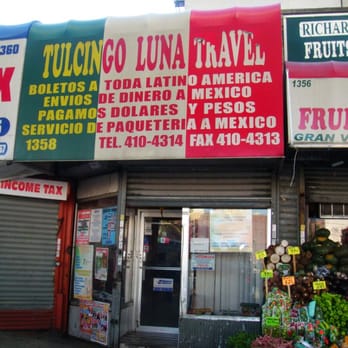 360
TULCINGO LUNA TRAVEL
BOLETOS A TODA LATINO AMERICA
ENVIOS DE DINERO A MEXICO
PAGAMOS DOLARES Y PESOS
SERVICIO DE PAQUETERIA A MEXICO
1358 TEL. 410-4314 FAX 410-4313
INCOME TAX
RICHAR
FRUITS
1356
FRU
GRAN V